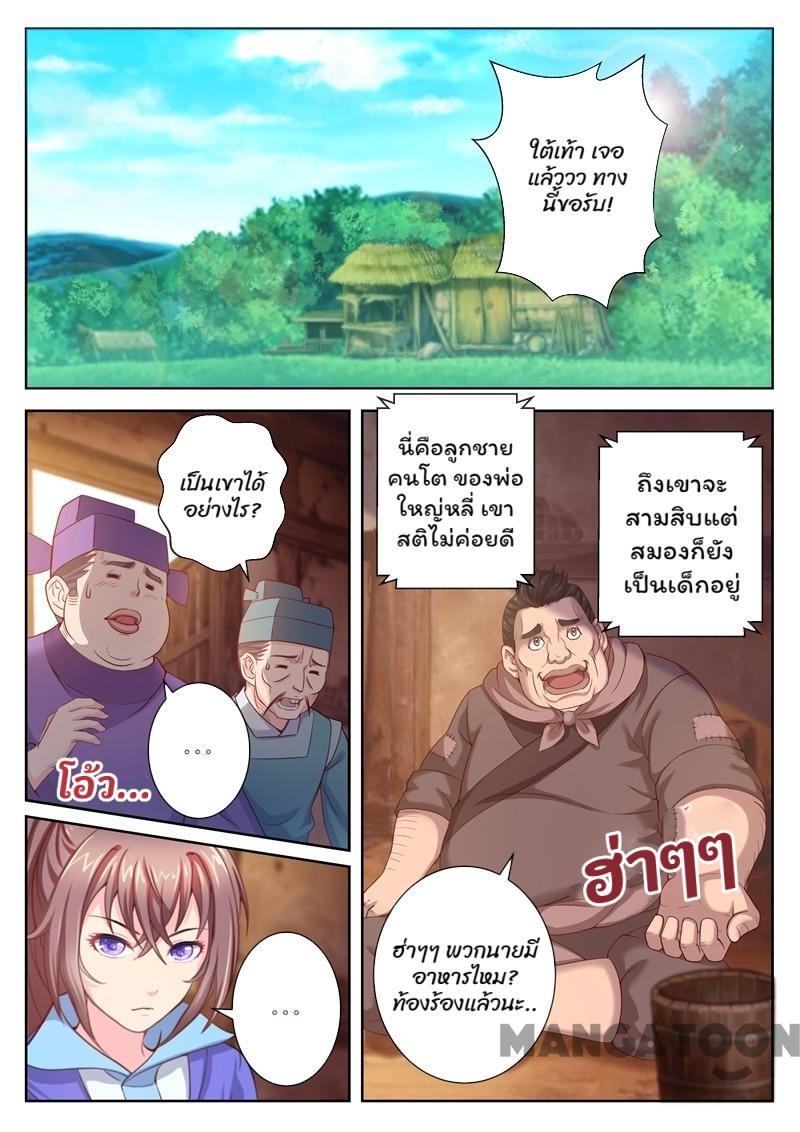 ใต้เท้า เจอ
แล้ววว ทาง
นี้ขอรับ!
เป็นเขาได้
อย่างไร?
นี่คือลูกชาย
คนโต ของพ่อ
ใหญ่หลี่ เขา
สติไม่ค่อยดี
ถึงเขาจะ
สามสิบแต่
สมองก็ยัง
เป็นเด็กอยู่
...
โอ้ว...
ฮ่าๆๆ
ฮ่าๆๆ พวกนายมี
อาหารไหม?
ท้องร้องแล้วนะ..
...
MANGATOON